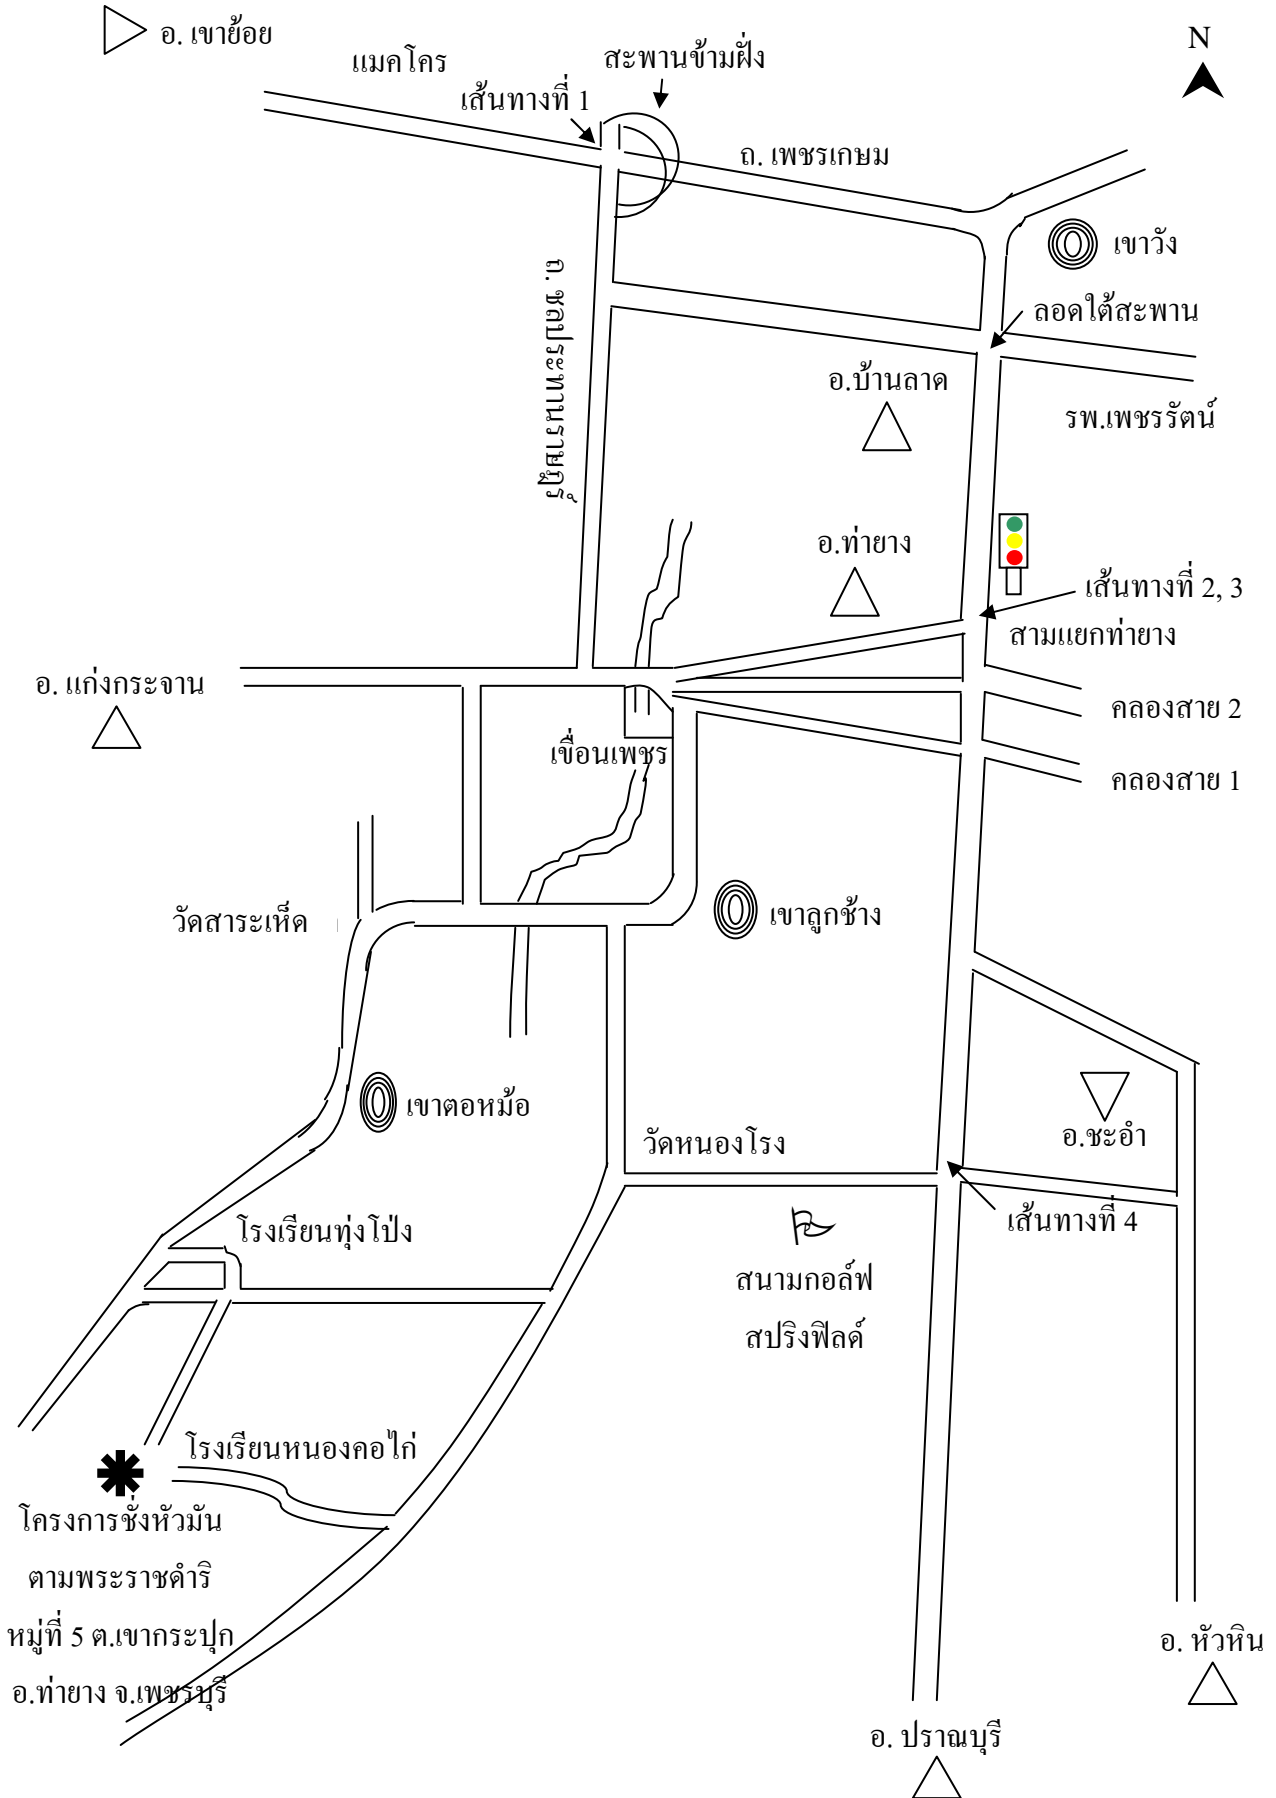 อ. เขาย้อย
N
แมคโคร
สะพานข้ามฝั่ง
เส้นทางที่ 1
ถ. เพชรเกษม
เขาวัง
ถ. ชลประทานราษฎร์
ลอดใต้สะพาน
อ.บ้านลาด
รพ.เพชรรัตน์
อ.ท่ายาง
เส้นทางที่ 2, 3
สามแยกท่ายาง
อ. แก่งกระจาน
คลองสาย 2
เขื่อนเพชร
คลองสาย 1
วัดสาระเห็ด
เขาลูกช้าง
เขาตอหม้อ
อ.ชะอำ
วัดหนองโรง
เส้นทางที่ 4
โรงเรียนทุ่งโป่ง
สนามกอล์ฟ
สปริงฟิลด์
โรงเรียนหนองคอไก่
โครงการชั่งหัวมัน
ตามพระราชดำริ
หมู่ที่ 5 ต.เขากระปุก
อ.ท่ายาง จ.เพชรบุรี
อ. หัวหิน
อ. ปราณบุรี